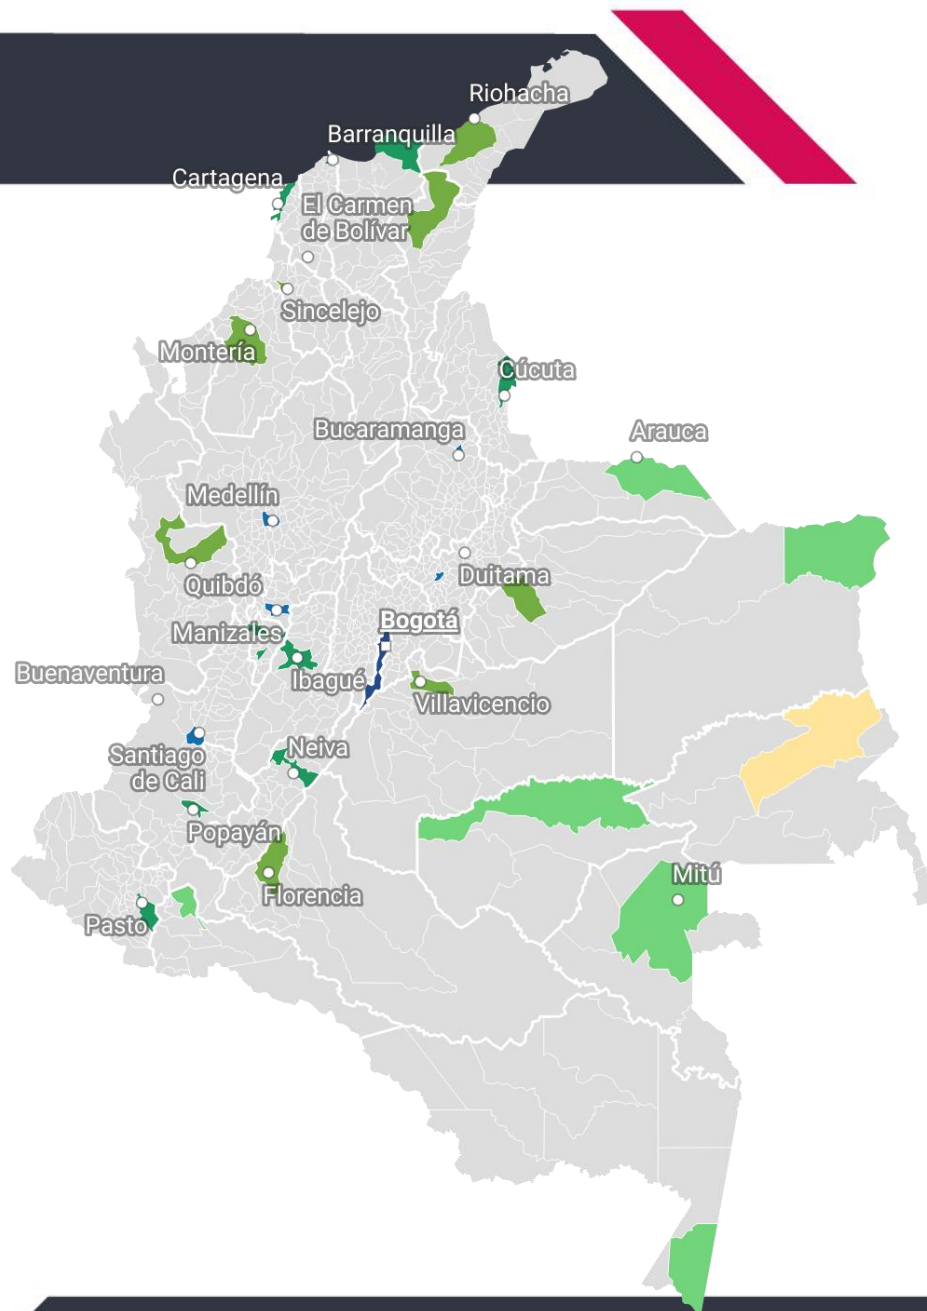 Riohacha
Barranquilla
Cartagena
El Carmen
de Bolívar
Sincelejo
Montería
Cúcuta
Bucaramanga
Arauca
Medellín
Duitama
Quibdó
Bogotá
Manizales
Buenaventura
Ibagué
Villavicencio
Neiva
Santiago
de Cali
Popayán
Mitú
Florencia
Pasto